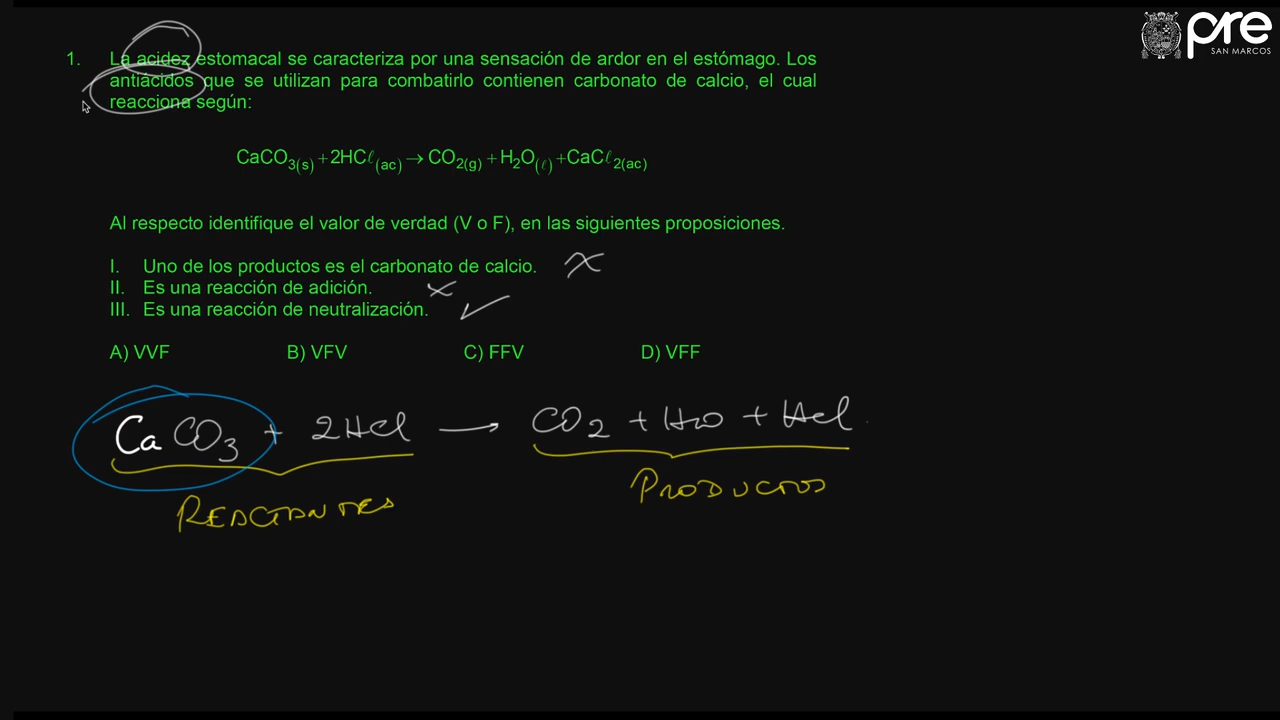 pre
SAN MARCOS
1. La acidez estomacal se caracteriza por una sensación de ardor en el estómago. Los
antiácidos que se utilizan para combatirlo contienen carbonato de calcio, el cual
reacciona según:
CaCO3(s) + 2HCℓ(ac) → CO2(g) + H2O(ℓ) + CaCℓ2(ac)
Al respecto identifique el valor de verdad (V o F), en las siguientes proposiciones.
I. Uno de los productos es el carbonato de calcio.
II. Es una reacción de adición.
III. Es una reacción de neutralización.
A) VVF B) VFV C) FFV D) VFF
CaCO3 + 2HCl → CO2 + H2O + HCl
REACTANTES PRODUCTOS